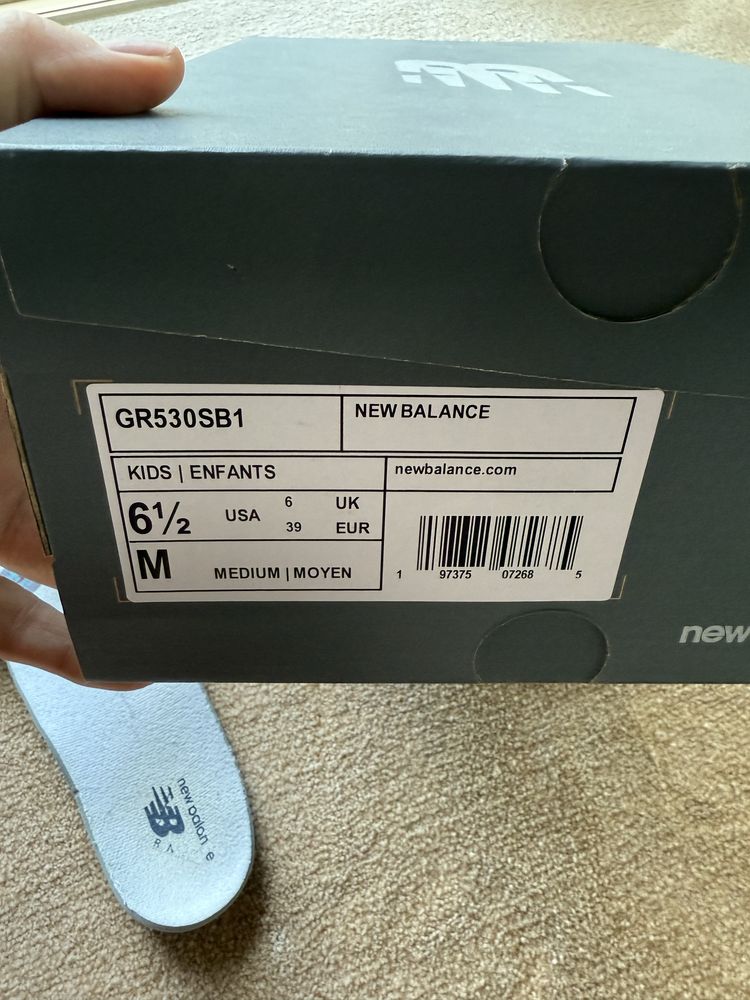 GR530SB1
NEW BALANCE
KIDS | ENFANTS
newbalance.com
6½ USA 6 UK
39 EUR
M MEDIUM | MOYEN
1 97375 07268 5
new
new balan e